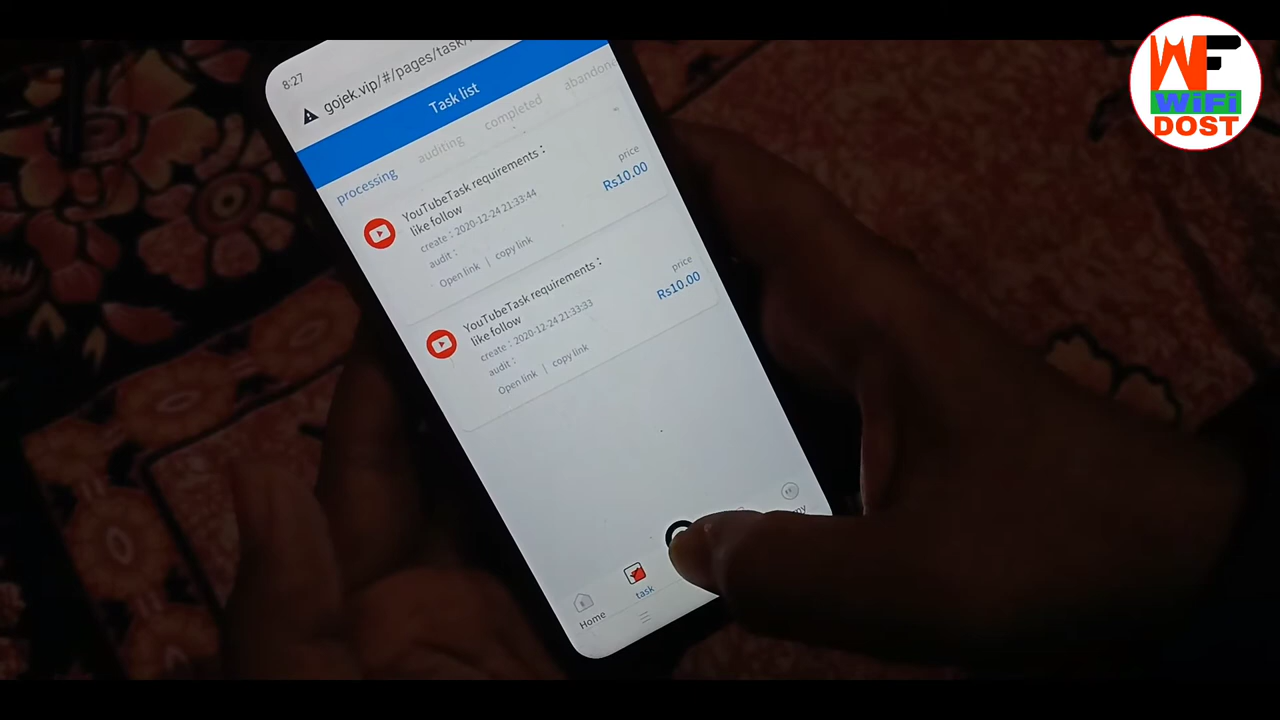 8:27
gojek.vip/#/pages/task/
Task list
processing
auditing
completed
YouTubeTask requirements :
like follow
create : 2020-12-24 21:33:44
audit :
Open link | copy link
price
Rs10.00
YouTubeTask requirements :
like follow
create : 2020-12-24 21:33:33
audit :
Open link | copy link
price
Rs10.00
Home
task
WF
WiFi
DOST